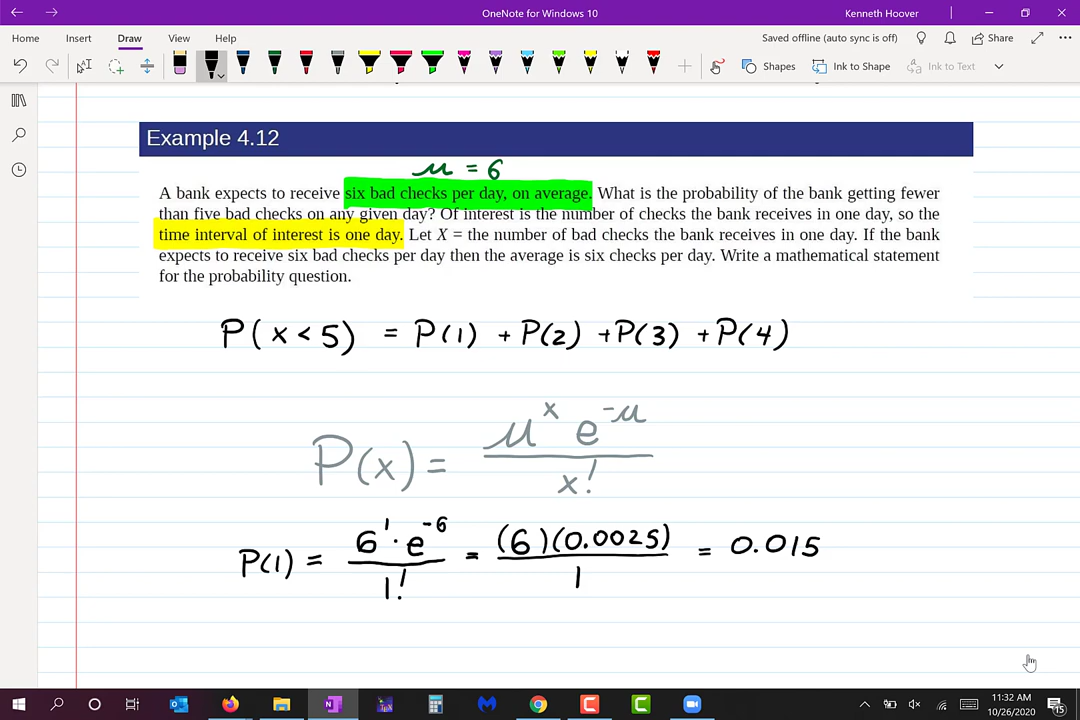 OneNote for Windows 10
Kenneth Hoover
Home Insert Draw View Help
Saved offline (auto sync is off)
Share
Shapes
Ink to Shape
Ink to Text
Example 4.12
μ = 6
A bank expects to receive six bad checks per day, on average. What is the probability of the bank getting fewer
than five bad checks on any given day? Of interest is the number of checks the bank receives in one day, so the
time interval of interest is one day. Let X = the number of bad checks the bank receives in one day. If the bank
expects to receive six bad checks per day then the average is six checks per day. Write a mathematical statement
for the probability question.
P(x < 5) = P(1) + P(2) + P(3) + P(4)
μ^x e^-μ
P(x) =
x!
6^1 · e^-6 (6)(0.0025)
P(1) = = = 0.015
1! 1
11:32 AM
10/26/2020
15